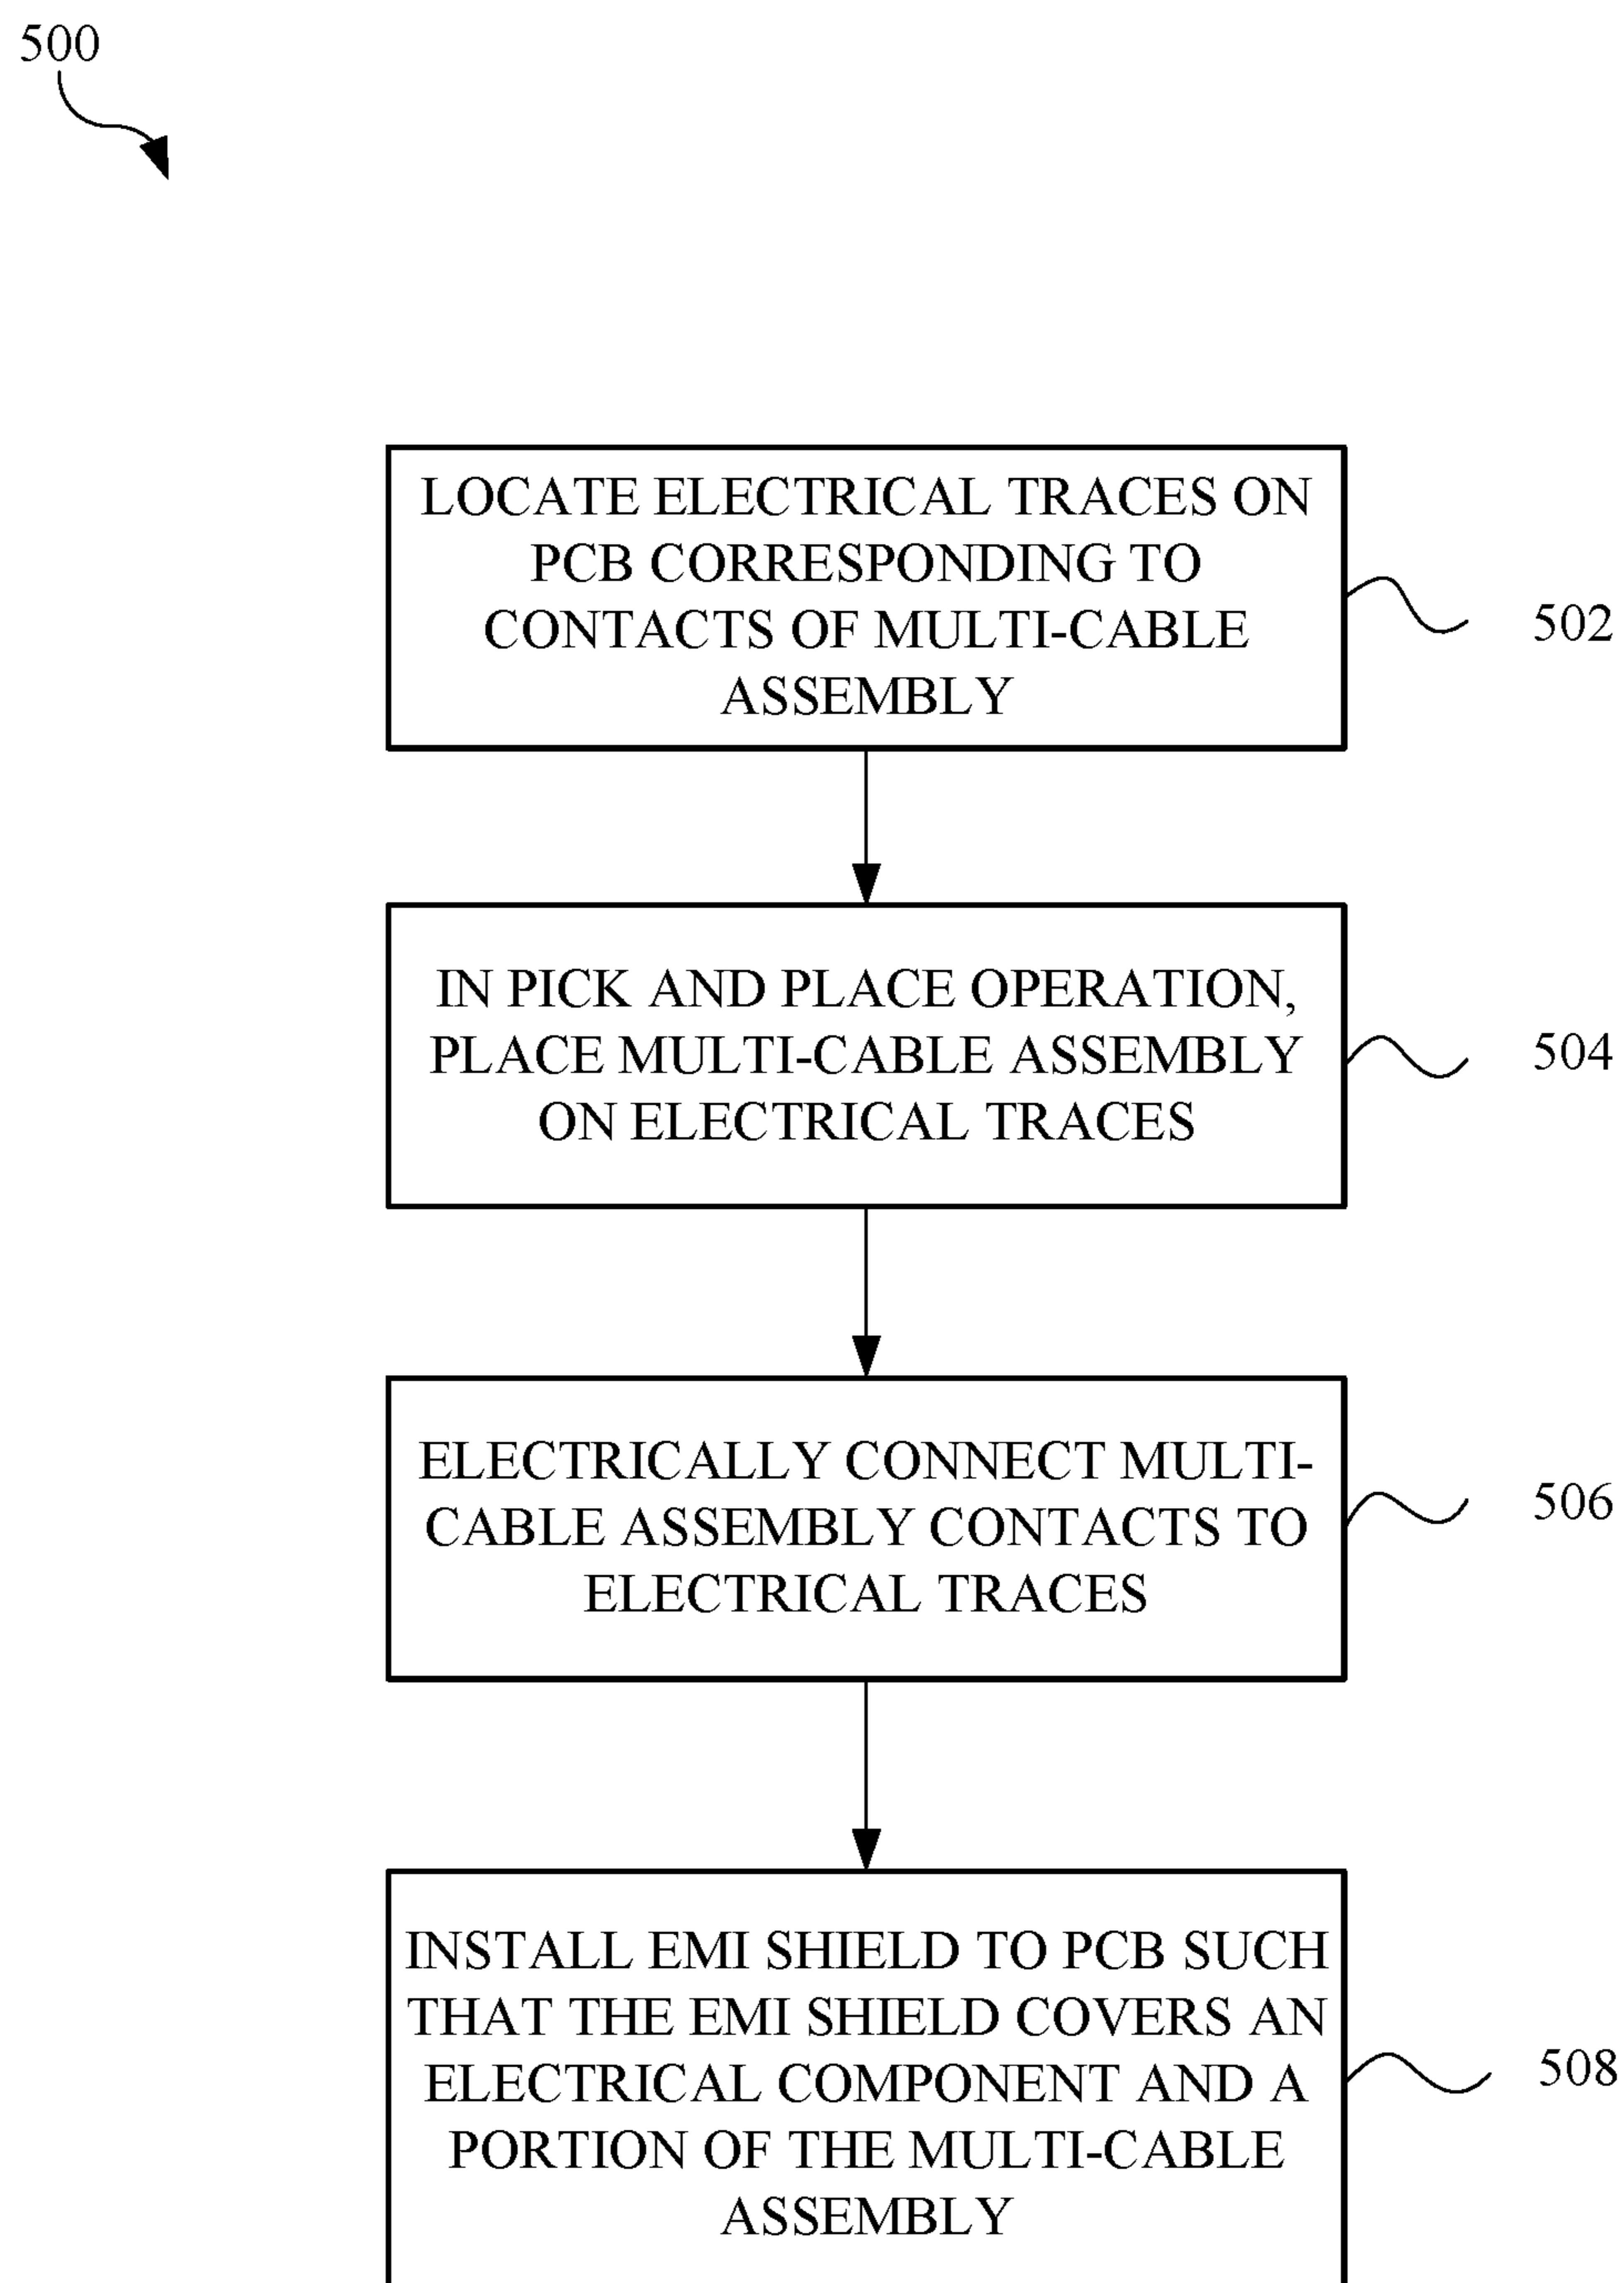 500
LOCATE ELECTRICAL TRACES ON
PCB CORRESPONDING TO
CONTACTS OF MULTI-CABLE
ASSEMBLY
502
IN PICK AND PLACE OPERATION,
PLACE MULTI-CABLE ASSEMBLY
ON ELECTRICAL TRACES
504
ELECTRICALLY CONNECT MULTI-
CABLE ASSEMBLY CONTACTS TO
ELECTRICAL TRACES
506
INSTALL EMI SHIELD TO PCB SUCH
THAT THE EMI SHIELD COVERS AN
ELECTRICAL COMPONENT AND A
PORTION OF THE MULTI-CABLE
ASSEMBLY
508